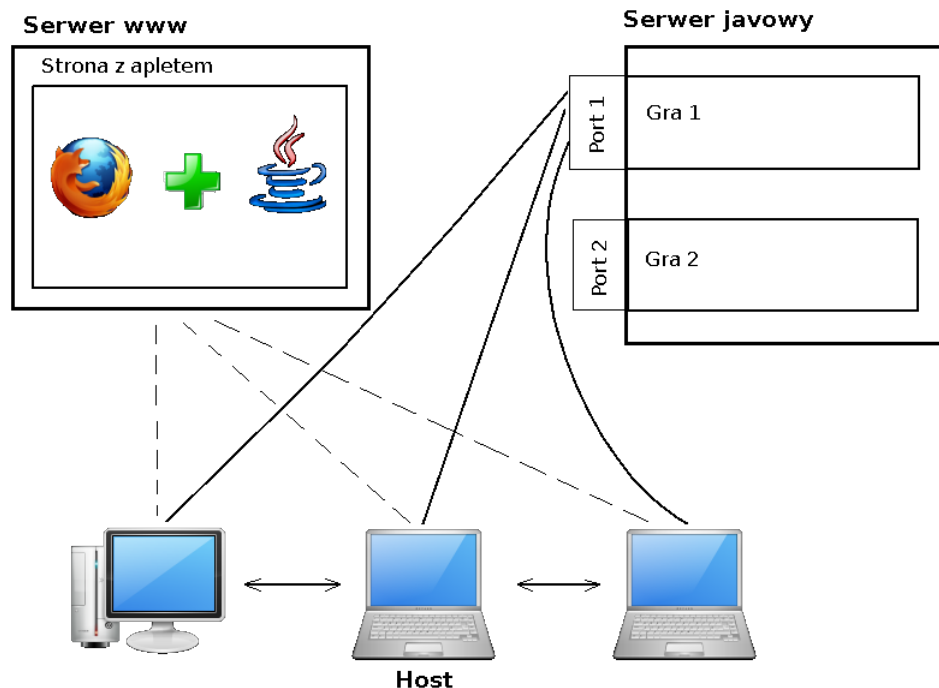 Serwer www
Strona z apletem
Serwer javowy
Port 1
Gra 1
Port 2
Gra 2
Host